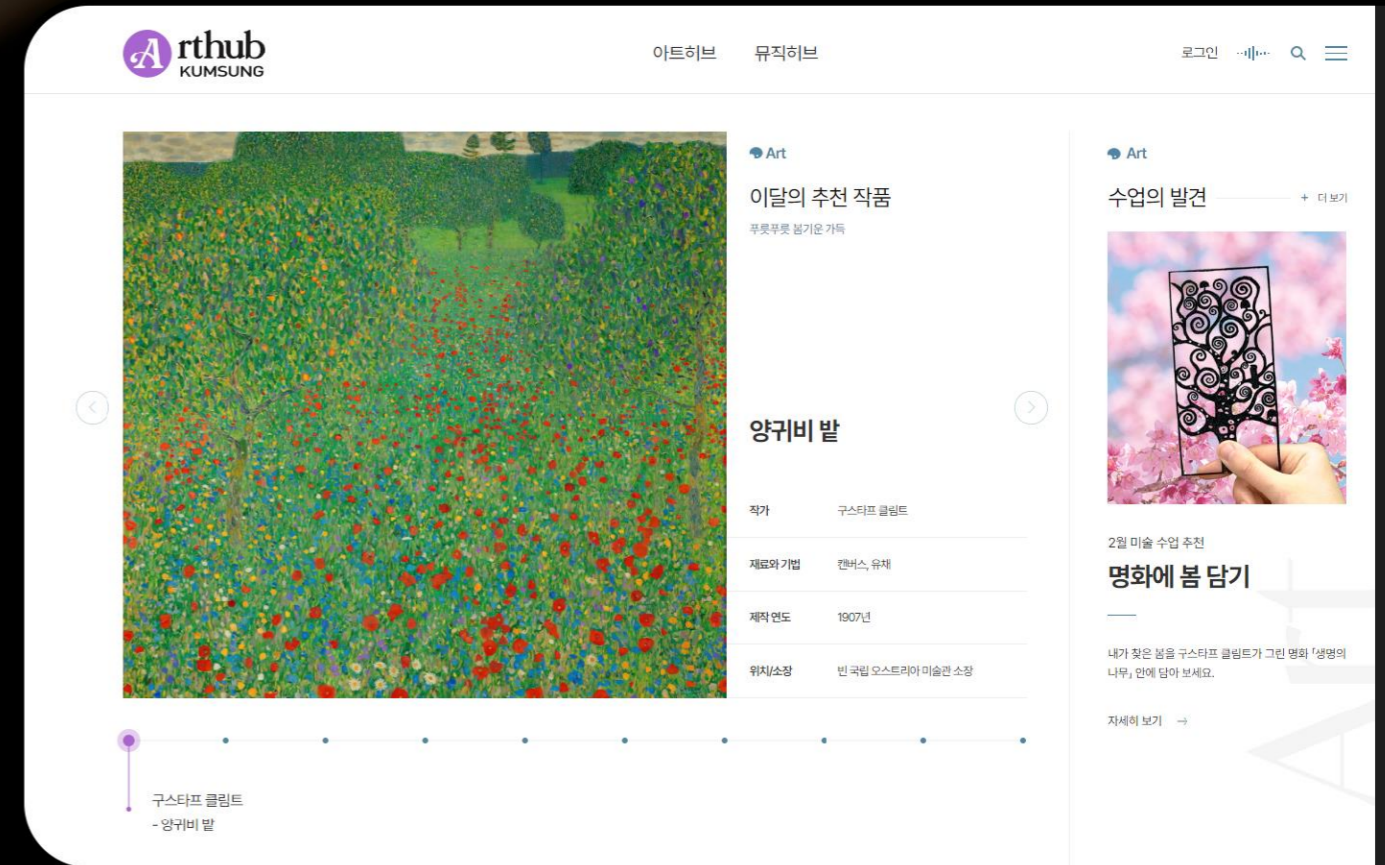 Arthub
KUMSUNG
아트히브
뮤직히브
로그인
Art
이달의 추천 작품
푸릇푸릇 봄기운 가득
양귀비 밭
작가 구스타프 클림트
재료와 기법 캔버스, 유채
제작 연도 1907년
위치/소장 빈 국립 오스트리아 미술관 소장
구스타프 클림트
- 양귀비 밭
Art
수업의 발견
+ 더 보기
2월 미술 수업 추천
명화에 봄 담기
내가 찾은 봄을 구스타프 클림트가 그린 명화 「생명의
나무」 안에 담아 보세요.
자세히 보기 →
Art